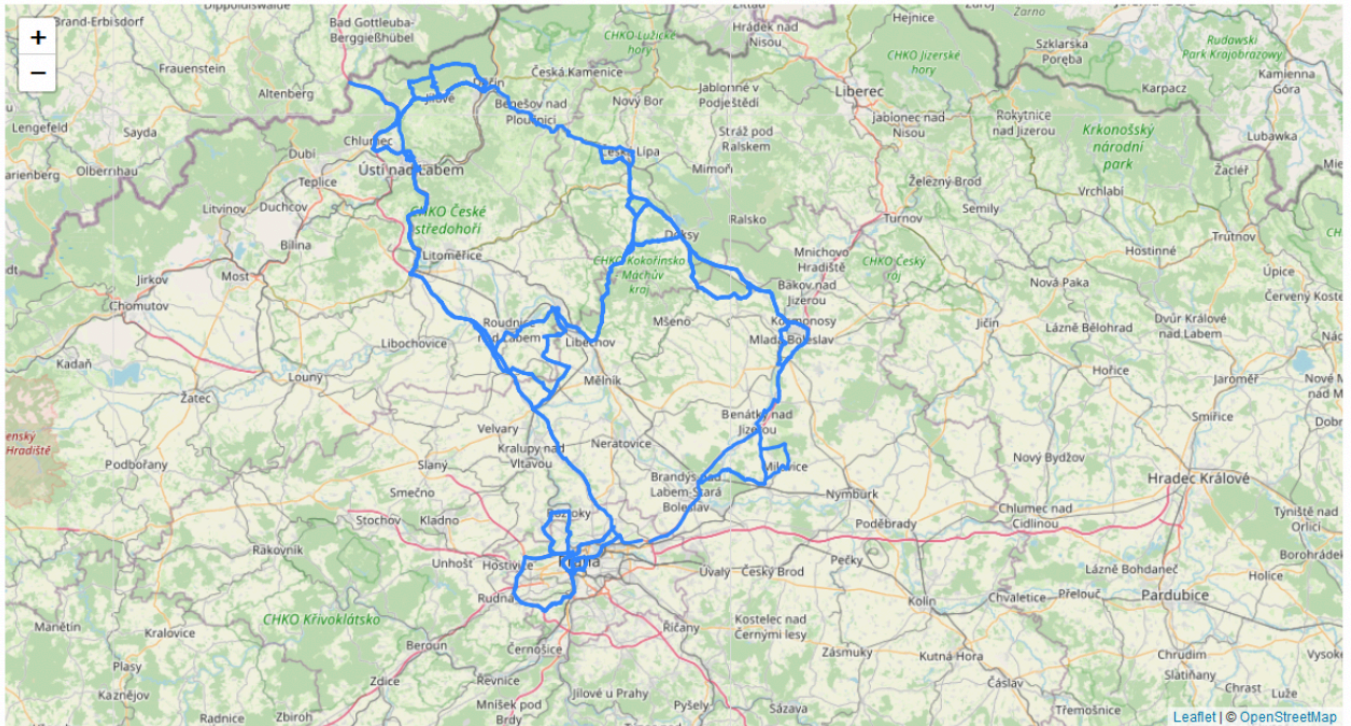 +
−
Brand-Erbisdorf
Dippoldiswalde
Bad Gottleuba-
Berggießhübel
CHKO Lužické
hory
Zittau
Hrádek nad
Nisou
Hejnice
Zdrój
Zarno
Szklarska
Poręba
Rudawski
Park Krajobrazowy
Kamienna
Góra
Frauenstein
Altenberg
Děčín
Jílové
Česká Kamenice
Benešov nad
Ploučnicí
Nový Bor
Jablonné v
Podještědí
Liberec
CHKO Jizerské
hory
Karpacz
Lengefeld
Sayda
Chlumec
Dubí
Stráž pod
Ralskem
Jablonec nad
Nisou
Rokytnice
nad Jizerou
Krkonošský
národní
park
Lubawka
Žacléř
Marienberg
Olbernhau
Teplice
Ústí nad Labem
Česká Lípa
Mimoň
Železný Brod
Vrchlabí
Litvínov
Duchcov
CHKO České
středohoří
Ralsko
Turnov
Semily
Trutnov
Bílina
Doksy
Mnichovo
Hradiště
CHKO Český
ráj
Hostinné
Úpice
Jirkov
Most
Litoměřice
CHKO Kokořínsko
Máchův
kraj
Bakov nad
Jizerou
Nová Paka
Červený Koste
Chomutov
Roudnice
nad Labem
Mšeno
Kosmonosy
Mladá Boleslav
Jičín
Lázně Bělohrad
Dvůr Králové
nad Labem
Libochovice
Liběchov
Kadaň
Louny
Žatec
Mělník
Hořice
Jaroměř
Nové M
nad M
Velvary
Benátky nad
Jizerou
Smiřice
Kralupy nad
Vltavou
Neratovice
Podbořany
Slaný
Milovice
Nový Bydžov
Smečno
Brandýs nad
Labem-Stará
Boleslav
Nymburk
Hradec Králové
Stochov
Kladno
Roztoky
Poděbrady
Chlumec nad
Cidlinou
Týniště nad
Orlicí
Rakovník
Unhošť
Hostivice
Praha
Pečky
Borohrádek
Úvaly
Český Brod
Lázně Bohdaneč
Holice
Rudná
Kolín
Chvaletice
Přelouč
Pardubice
Manětín
Kralovice
CHKO Křivoklátsko
Říčany
Kostelec nad
Černými lesy
Beroun
Černošice
Zásmuky
Kutná Hora
Chrudim
Vysoké
Plasy
Zdice
Řevnice
Čáslav
Slatiňany
Kaznějov
Mníšek pod
Brdy
Jílové u Prahy
Chrast
Luže
Radnice
Zbiroh
Pyšely
Sázava
Třemošnice
Leaflet | © OpenStreetMap